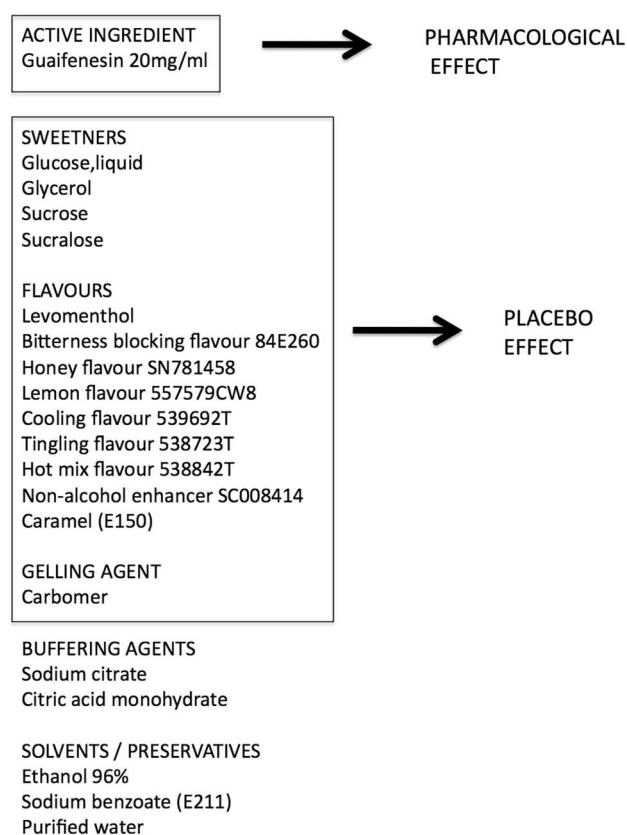 ACTIVE INGREDIENT
Guaifenesin 20mg/ml
PHARMACOLOGICAL
EFFECT
SWEETNERS
Glucose,liquid
Glycerol
Sucrose
Sucralose
FLAVOURS
Levomenthol
Bitterness blocking flavour 84E260
Honey flavour SN781458
Lemon flavour 557579CW8
Cooling flavour 539692T
Tingling flavour 538723T
Hot mix flavour 538842T
Non-alcohol enhancer SC008414
Caramel (E150)
GELLING AGENT
Carbomer
PLACEBO
EFFECT
BUFFERING AGENTS
Sodium citrate
Citric acid monohydrate
SOLVENTS / PRESERVATIVES
Ethanol 96%
Sodium benzoate (E211)
Purified water